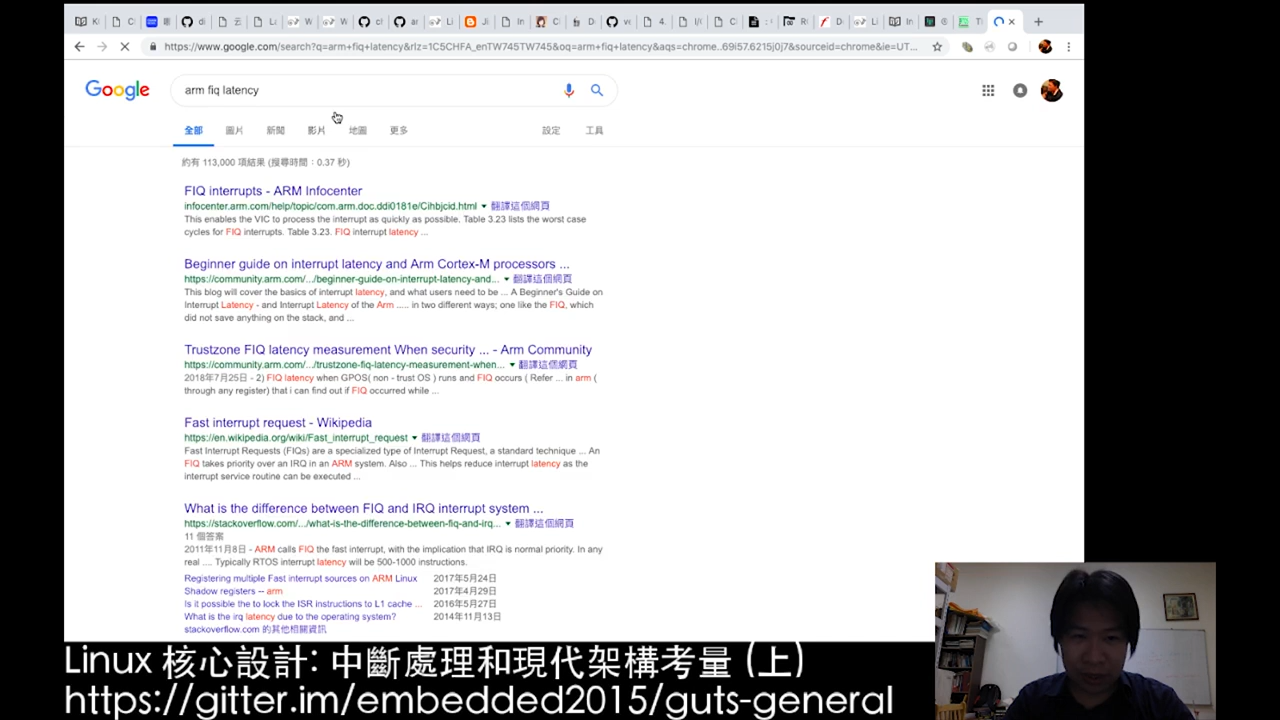 https://www.google.com/search?q=arm+fiq+latency&rlz=1C5CHFA_enTW745TW745&oq=arm+fiq+latency&aqs=chrome..69i57.6215j0j7&sourceid=chrome&ie=UT...
Google
arm fiq latency
全部 圖片 新聞 影片 地圖 更多 設定 工具
約有 113,000 項結果 (搜尋時間：0.37 秒)
FIQ interrupts - ARM Infocenter
infocenter.arm.com/help/topic/com.arm.doc.ddi0181e/Cihbjcid.html 翻譯這個網頁
This enables the VIC to process the interrupt as quickly as possible. Table 3.23 lists the worst case
cycles for FIQ interrupts. Table 3.23. FIQ interrupt latency ...
Beginner guide on interrupt latency and Arm Cortex-M processors ...
https://community.arm.com/.../beginner-guide-on-interrupt-latency-and... 翻譯這個網頁
This blog will cover the basics of interrupt latency, and what users need to be ... A Beginner's Guide on
Interrupt Latency - and Interrupt Latency of the Arm ..... in two different ways; one like the FIQ, which
did not save anything on the stack, and ...
Trustzone FIQ latency measurement When security ... - Arm Community
https://community.arm.com/.../trustzone-fiq-latency-measurement-when... 翻譯這個網頁
2018年7月25日 - 2) FIQ latency when GPOS( non - trust OS ) runs and FIQ occurs ( Refer ... in arm (
through any register) that i can find out if FIQ occurred while ...
Fast interrupt request - Wikipedia
https://en.wikipedia.org/wiki/Fast_interrupt_request 翻譯這個網頁
Fast Interrupt Requests (FIQs) are a specialized type of Interrupt Request, a standard technique ... An
FIQ takes priority over an IRQ in an ARM system. Also ... This helps reduce interrupt latency as the
interrupt service routine can be executed ...
What is the difference between FIQ and IRQ interrupt system ...
https://stackoverflow.com/.../what-is-the-difference-between-fiq-and-irq... 翻譯這個網頁
11 個答案
2011年11月8日 - ARM calls FIQ the fast interrupt, with the implication that IRQ is normal priority. In any
real .... Typically RTOS interrupt latency will be 500-1000 instructions.
Registering multiple Fast interrupt sources on ARM Linux 2017年5月24日
Shadow registers -- arm 2017年4月29日
Is it possible the to lock the ISR instructions to L1 cache ... 2016年5月27日
What is the irq latency due to the operating system? 2014年11月13日
stackoverflow.com 的其他相關資訊
Linux 核心設計: 中斷處理和現代架構考量 (上)
https://gitter.im/embedded2015/guts-general